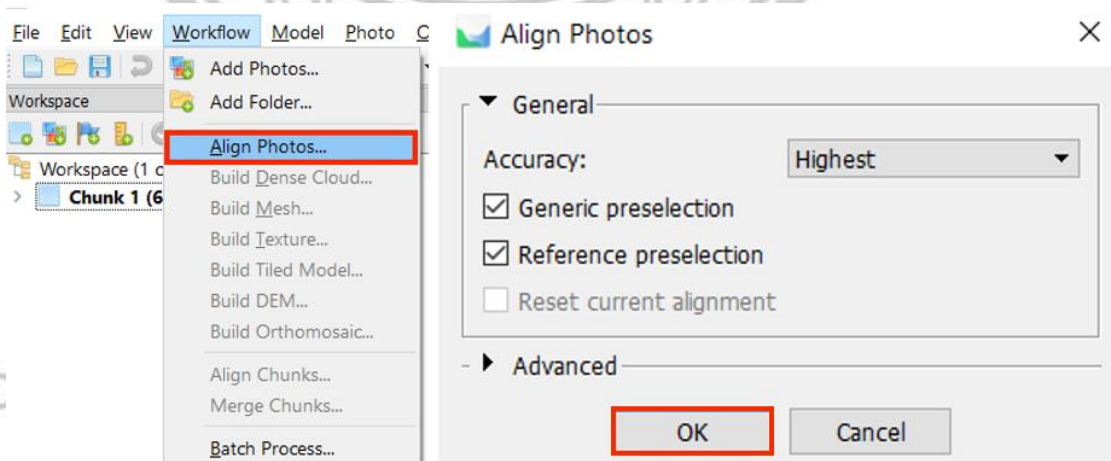 File Edit View Workflow Model Photo
Workspace
Workspace (1
Chunk 1 (6
Add Photos...
Add Folder...
Align Photos...
Build Dense Cloud...
Build Mesh...
Build Texture...
Build Tiled Model...
Build DEM...
Build Orthomosaic...
Align Chunks...
Merge Chunks...
Batch Process...
Align Photos
General
Accuracy: Highest
Generic preselection
Reference preselection
Reset current alignment
Advanced
OK Cancel